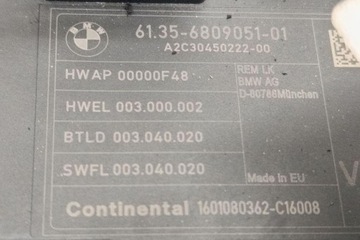 BMW
61.35-6809051-01
A2C30450222-00
HWAP 00000F48
REM LK
BMW AG
D-80788München
HWEL 003.000.002
BTLD 003.040.020
SWFL 003.040.020
Made in EU
Continental 1601080362-C16008
V